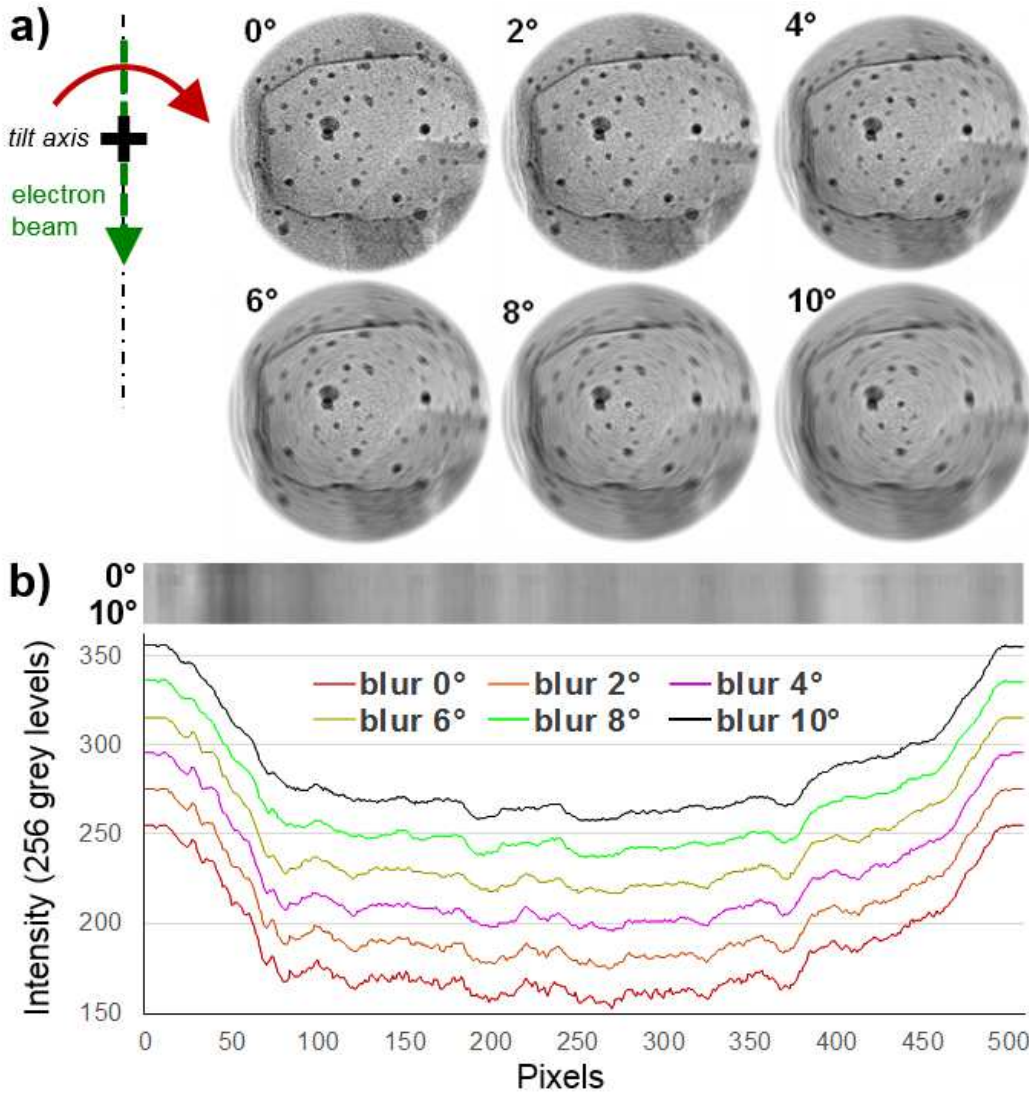 a)
0°
2°
4°
tilt axis
electron
beam
6°
8°
10°
b)
0°
10°
Intensity (256 grey levels)
350
300
250
200
150
blur 0°
blur 2°
blur 4°
blur 6°
blur 8°
blur 10°
0
50
100
150
200
250
300
350
400
450
500
Pixels